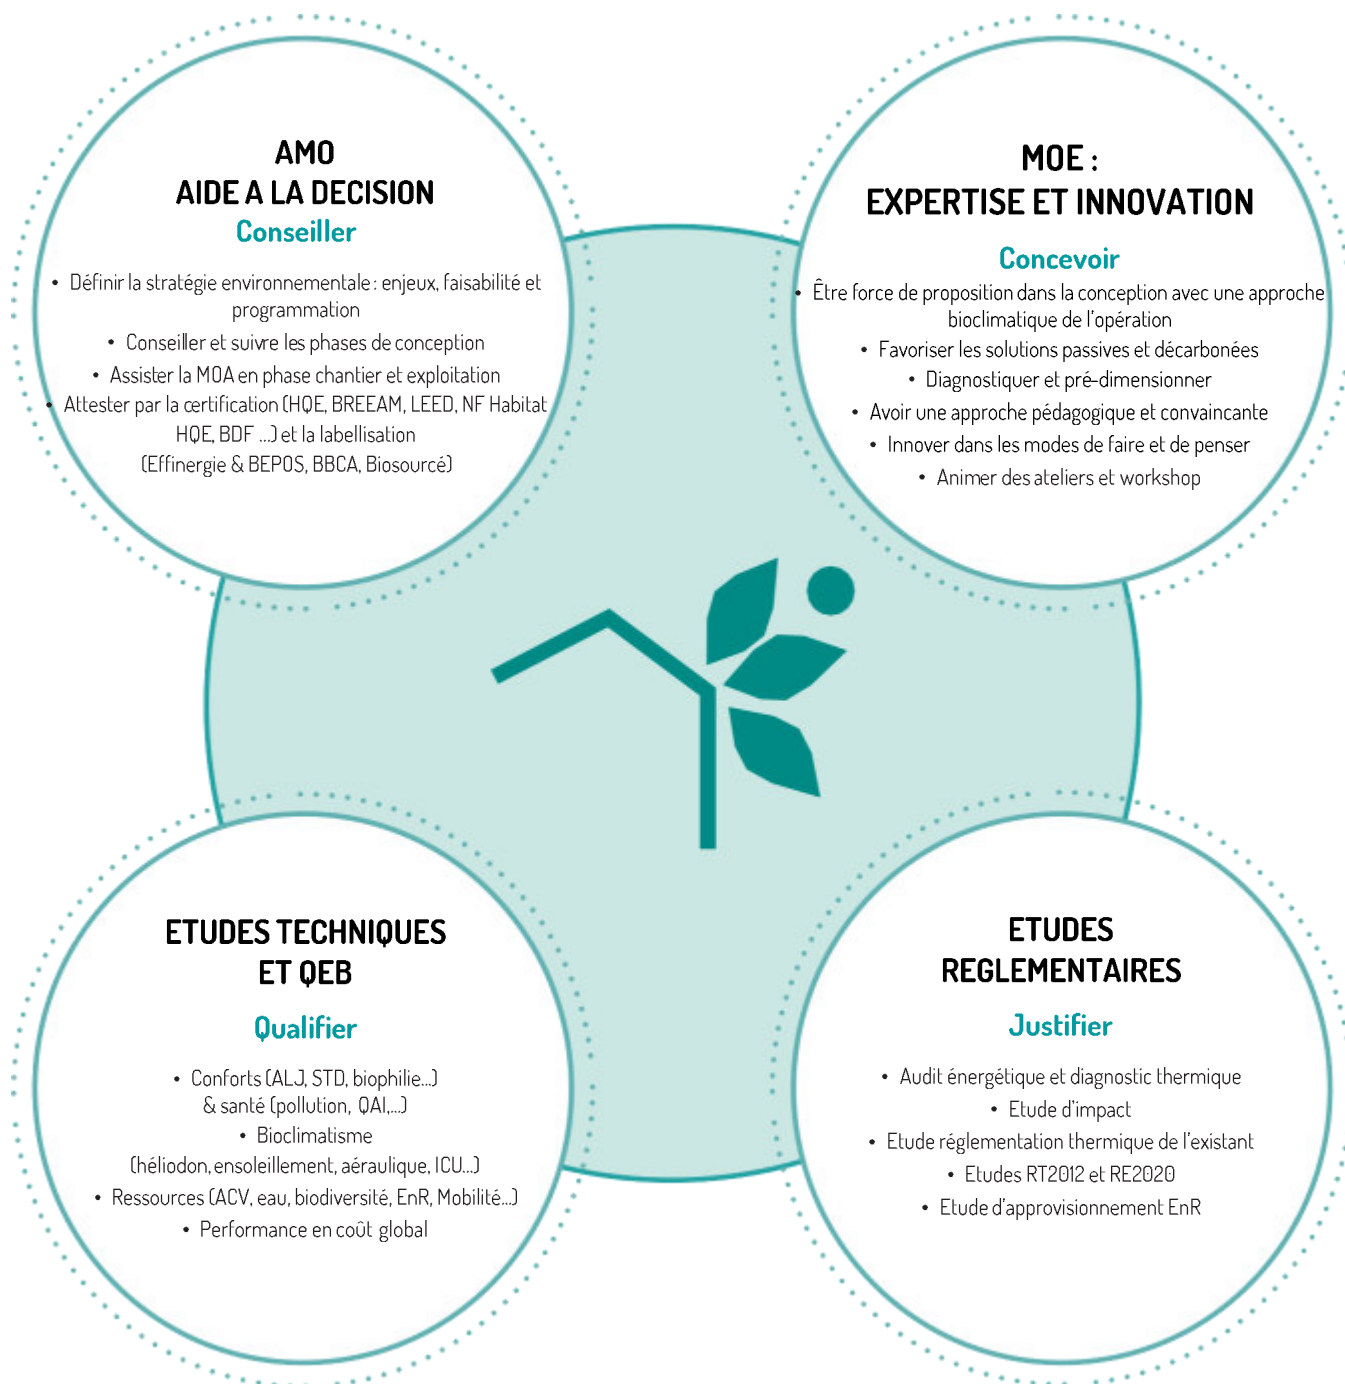 AMO
AIDE A LA DECISION
Conseiller
• Définir la stratégie environnementale : enjeux, faisabilité et
programmation
• Conseiller et suivre les phases de conception
• Assister la MOA en phase chantier et exploitation
• Attester par la certification (HQE, BREEAM, LEED, NF Habitat
HQE, BDF ...) et la labellisation
(Effinergie & BEPOS, BBCA, Biosourcé)
MOE :
EXPERTISE ET INNOVATION
Concevoir
• Être force de proposition dans la conception avec une approche
bioclimatique de l'opération
• Favoriser les solutions passives et décarbonées
• Diagnostiquer et pré-dimensionner
• Avoir une approche pédagogique et convaincante
• Innover dans les modes de faire et de penser
• Animer des ateliers et workshop
ETUDES TECHNIQUES
ET QEB
Qualifier
• Conforts (ALJ, STD, biophilie...)
& santé (pollution, QAI,...)
• Bioclimatisme
(héliodon, ensoleillement, aéraulique, ICU...)
• Ressources (ACV, eau, biodiversité, EnR, Mobilité...)
• Performance en coût global
ETUDES
REGLEMENTAIRES
Justifier
• Audit énergétique et diagnostic thermique
• Etude d'impact
• Etude réglementation thermique de l'existant
• Etudes RT2012 et RE2020
• Etude d'approvisionnement EnR